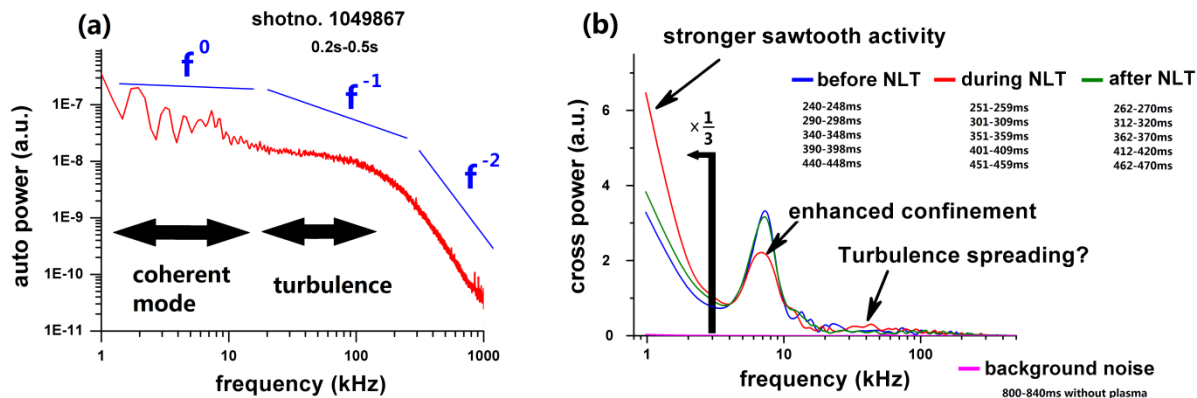 (a)
shotno. 1049867
0.2s-0.5s
f^0
f^-1
f^-2
1E-7
1E-8
1E-9
1E-10
1E-11
auto power (a.u.)
coherent
mode
turbulence
1
10
100
1000
frequency (kHz)
(b)
stronger sawtooth activity
before NLT
240-248ms
290-298ms
340-348ms
390-398ms
440-448ms
during NLT
251-259ms
301-309ms
351-359ms
401-409ms
451-459ms
after NLT
262-270ms
312-320ms
362-370ms
412-420ms
462-470ms
× 1/3
enhanced confinement
Turbulence spreading?
6
4
2
0
cross power (a.u.)
1
10
100
frequency (kHz)
background noise
800-840ms without plasma